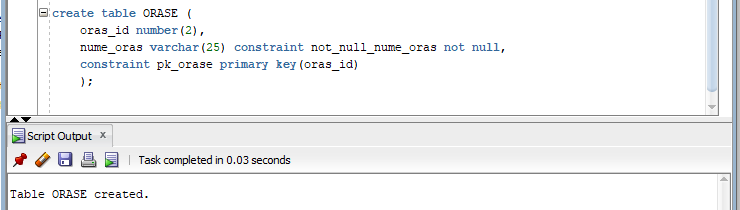 create table ORASE (
oras_id number(2),
nume_oras varchar(25) constraint not_null_nume_oras not null,
constraint pk_orase primary key(oras_id)
);
Script Output x
Task completed in 0.03 seconds
Table ORASE created.